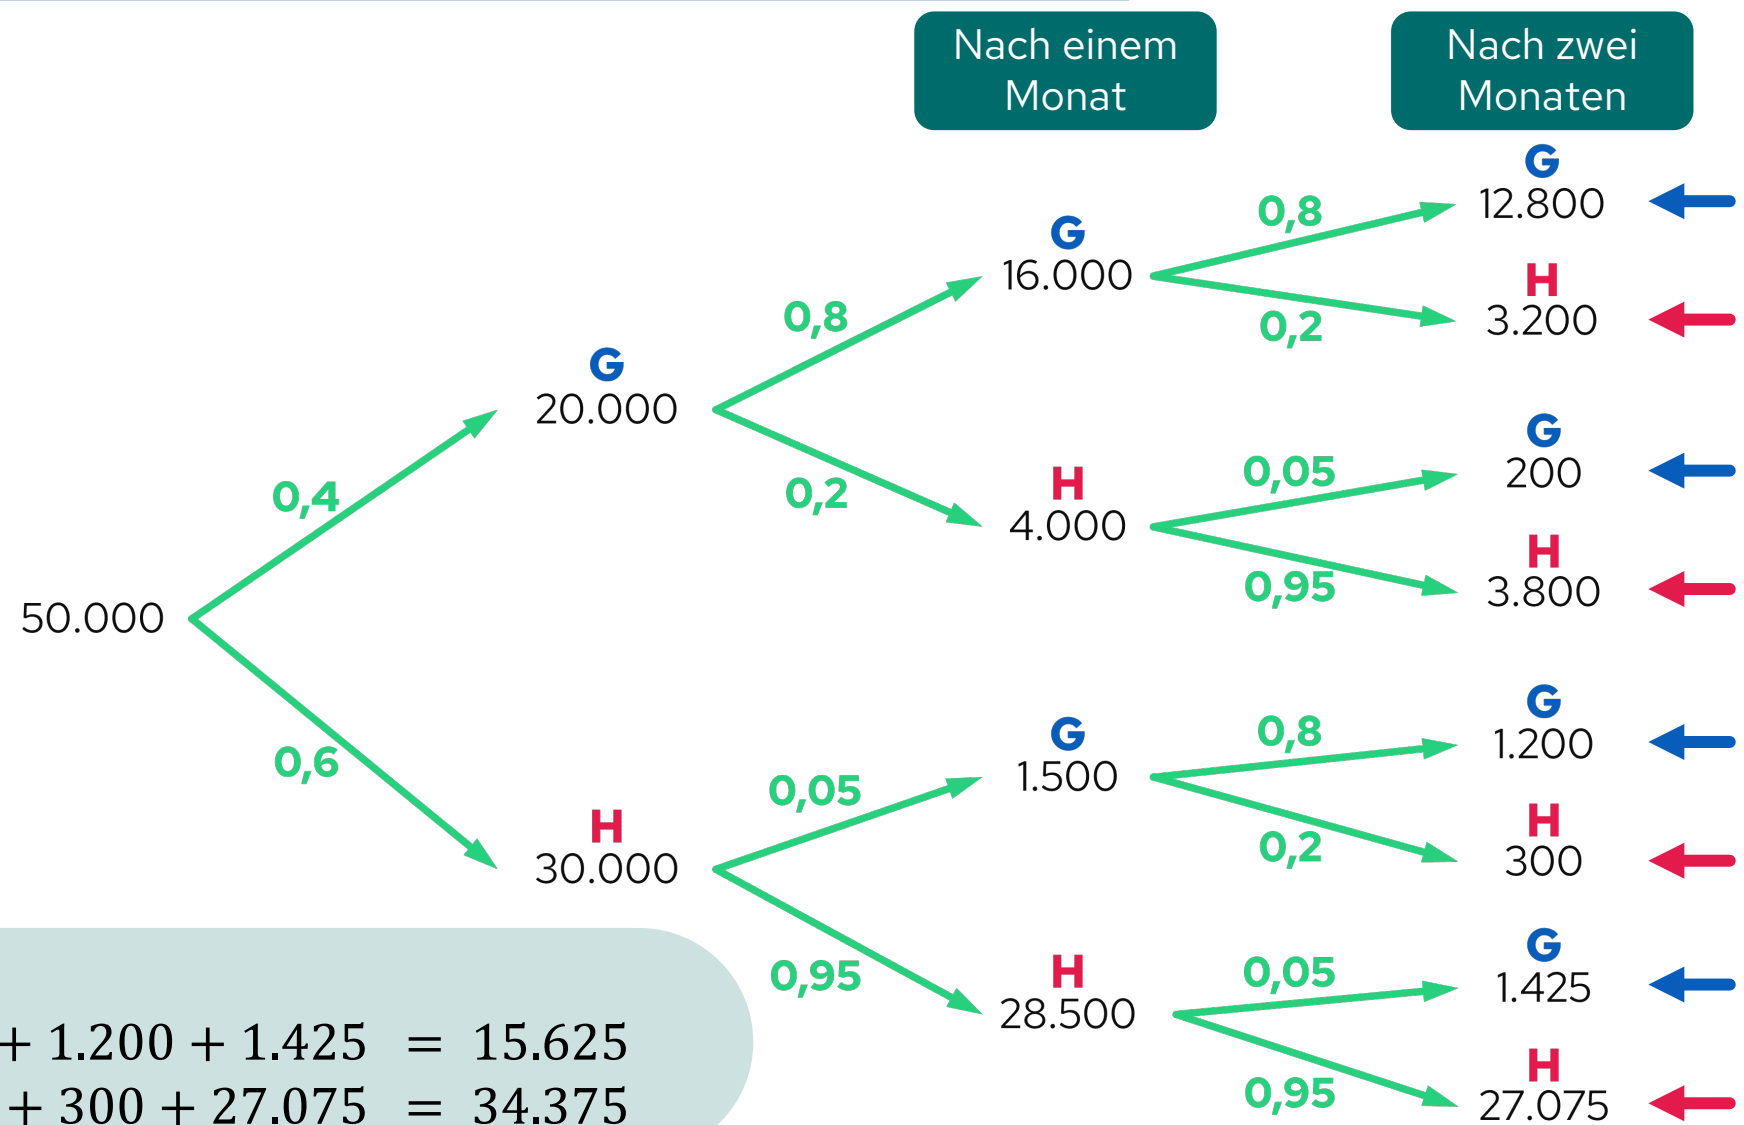 Nach einem
Monat
Nach zwei
Monaten
G
12.800
0,8
G
16.000
H
3.200
0,8
0,2
G
20.000
G
200
0,05
H
4.000
0,4
0,2
H
3.800
0,95
50.000
G
1.200
0,8
G
1.500
0,6
0,05
H
300
0,2
H
30.000
G
1.425
0,05
H
28.500
0,95
H
27.075
0,95
+ 1.200 + 1.425 = 15.625
+ 300 + 27.075 = 34.375